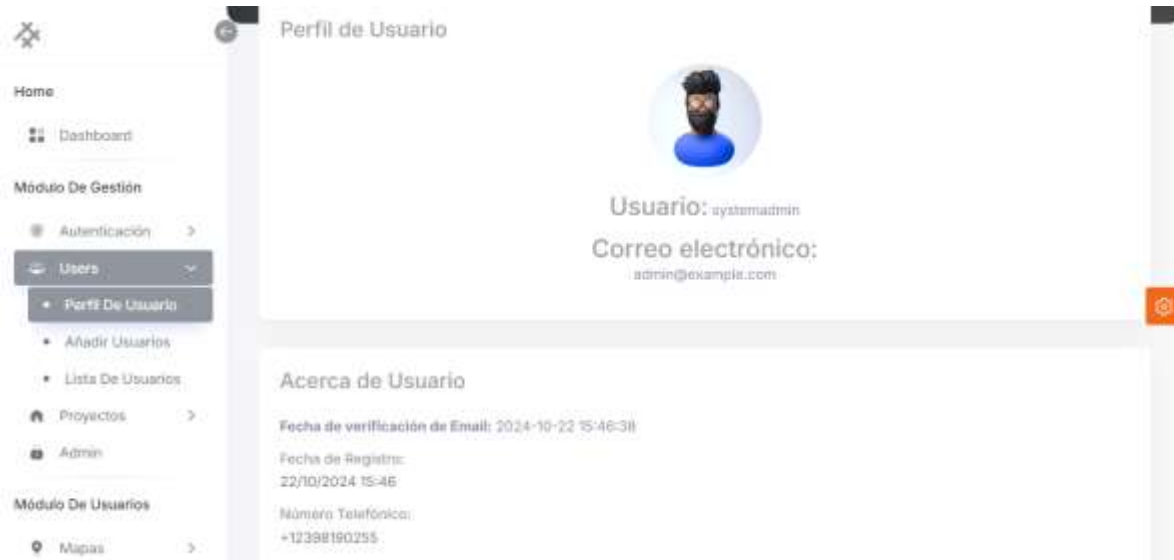 Home
Dashboard
Módulo De Gestión
Autenticación
Users
Perfil De Usuario
Añadir Usuarios
Lista De Usuarios
Proyectos
Admin
Módulo De Usuarios
Mapas
Perfil de Usuario
Usuario: systemadmin
Correo electrónico:
admin@example.com
Acerca de Usuario
Fecha de verificación de Email: 2024-10-22 15:46:38
Fecha de Registro:
22/10/2024 15:46
Número Telefónico:
+12398190255